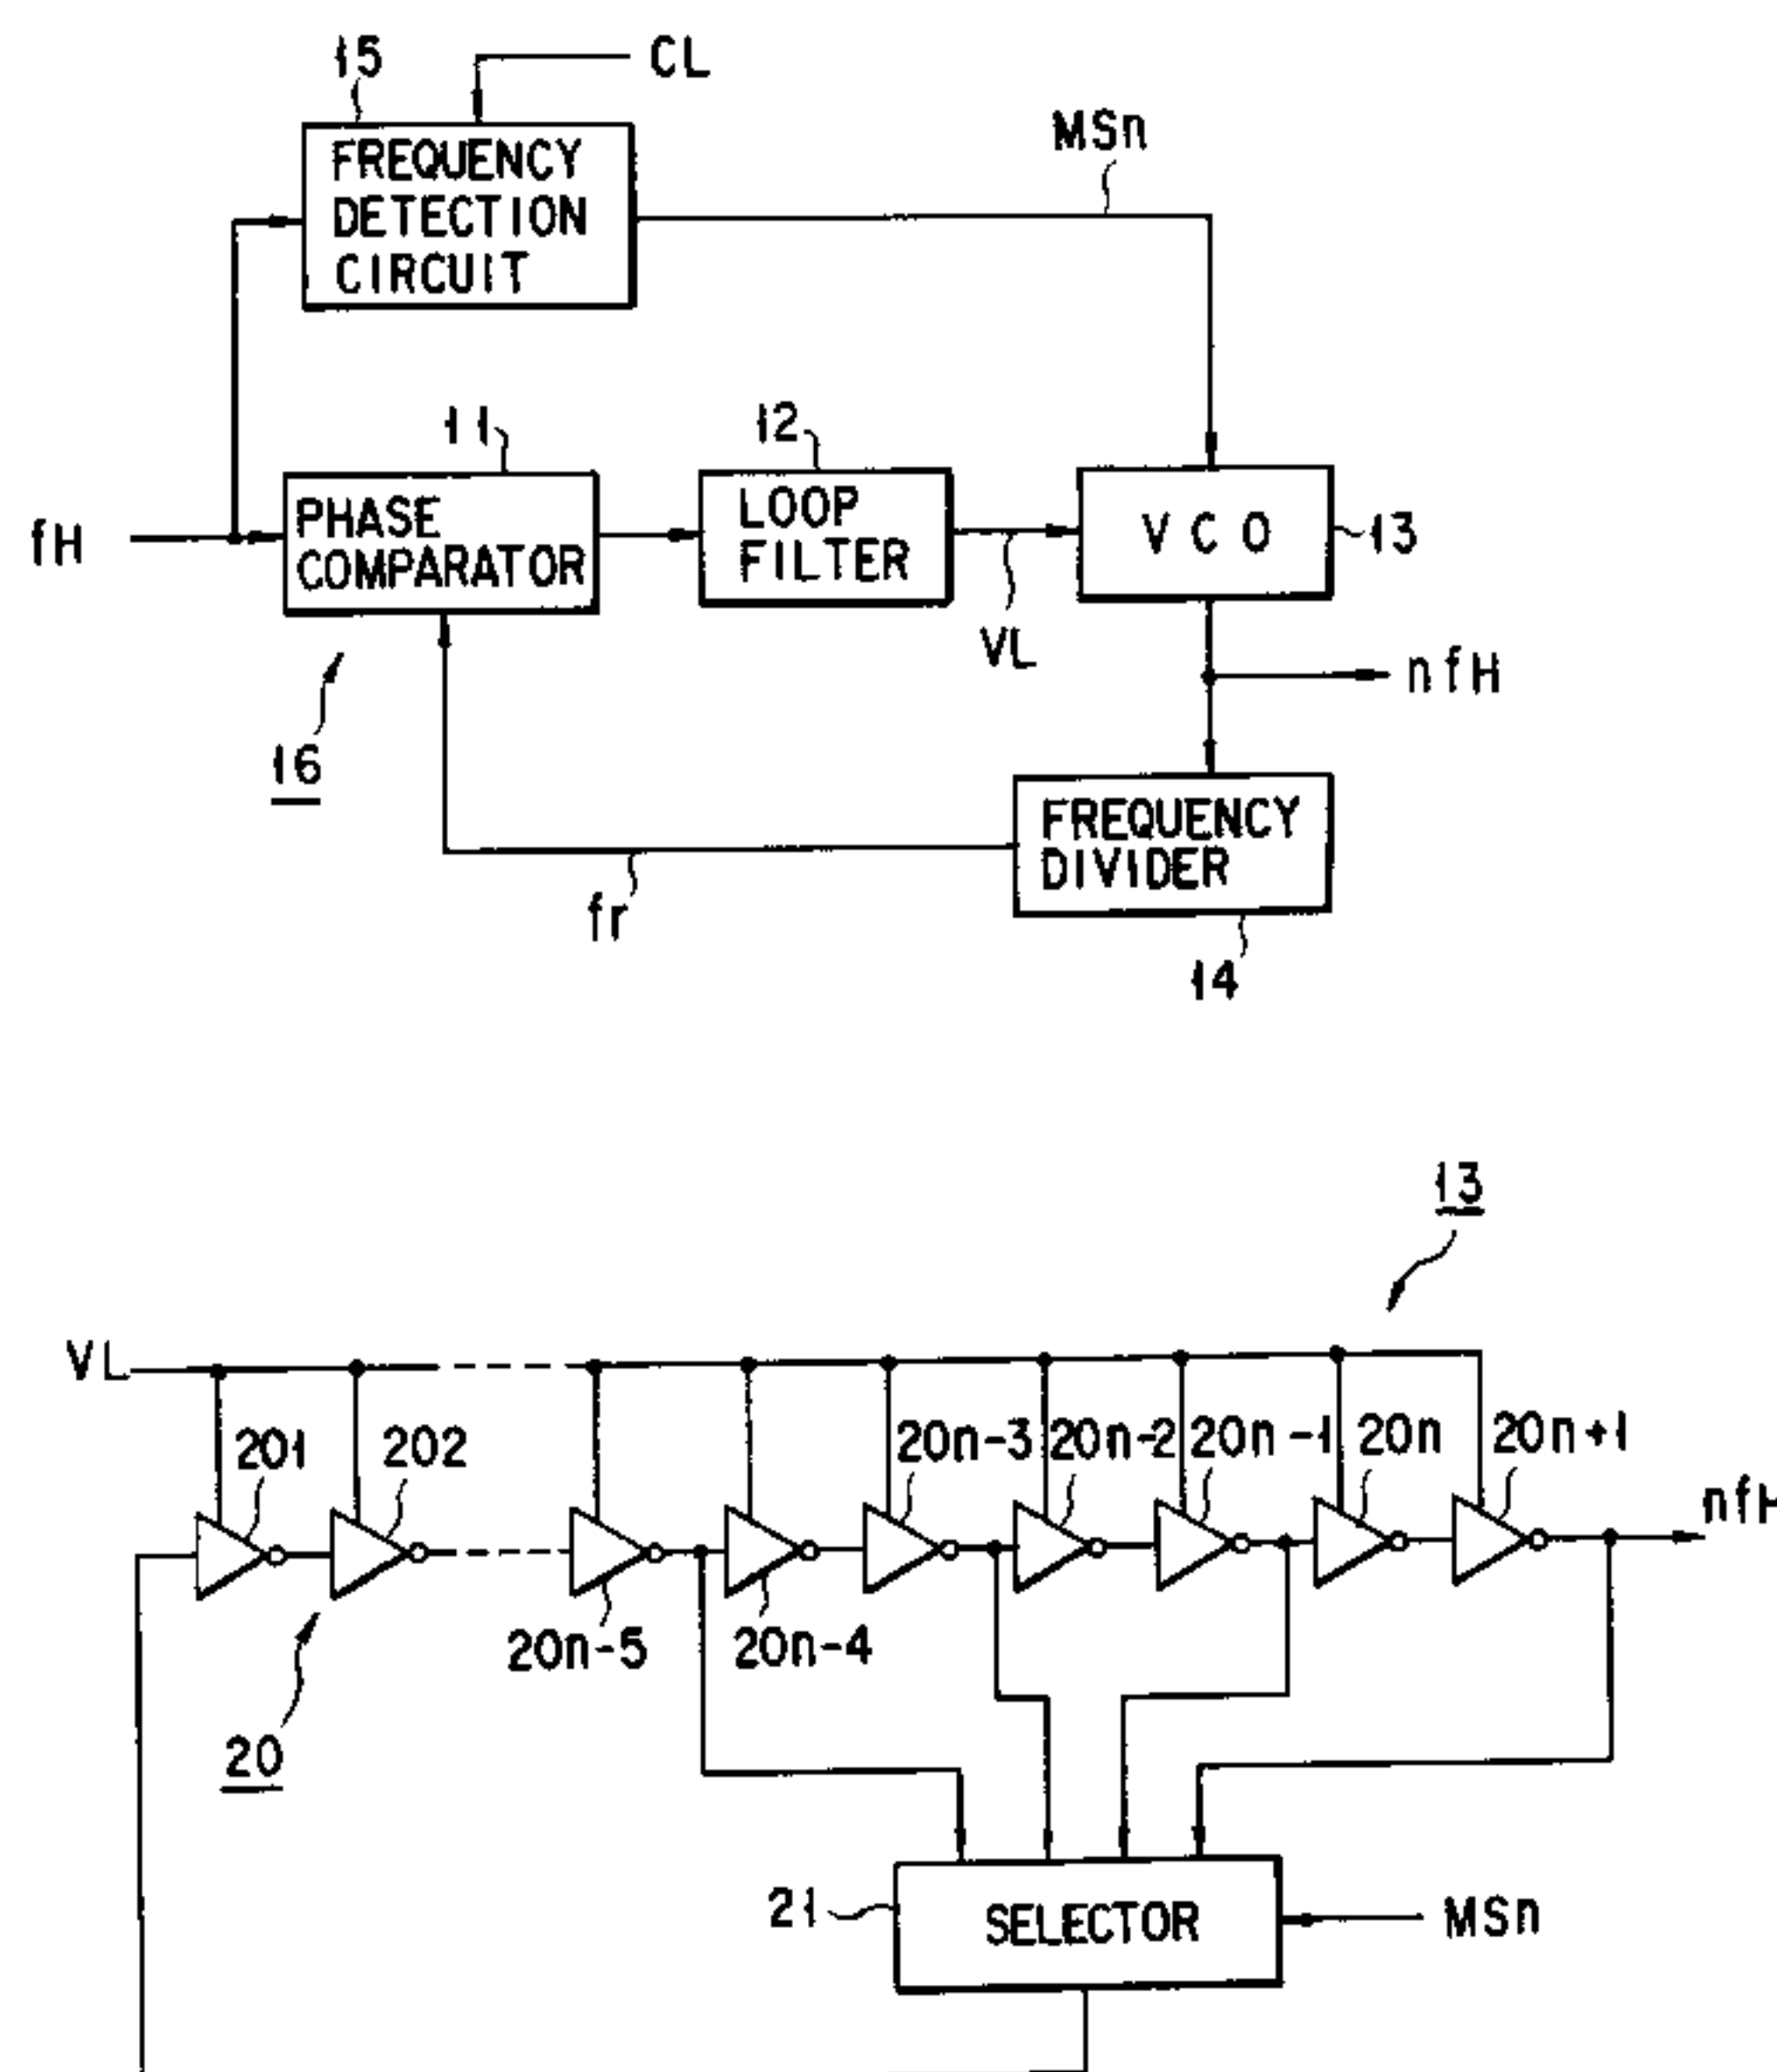 15
CL
FREQUENCY
DETECTION
CIRCUIT
MSn
11
12
fH
PHASE
COMPARATOR
LOOP
FILTER
VCO
13
VL
nfH
16
FREQUENCY
DIVIDER
fr
14
13
VL
201
202
20n-3
20n-2
20n-1
20n
20n+1
nfH
20n-5
20n-4
20
21
SELECTOR
MSn